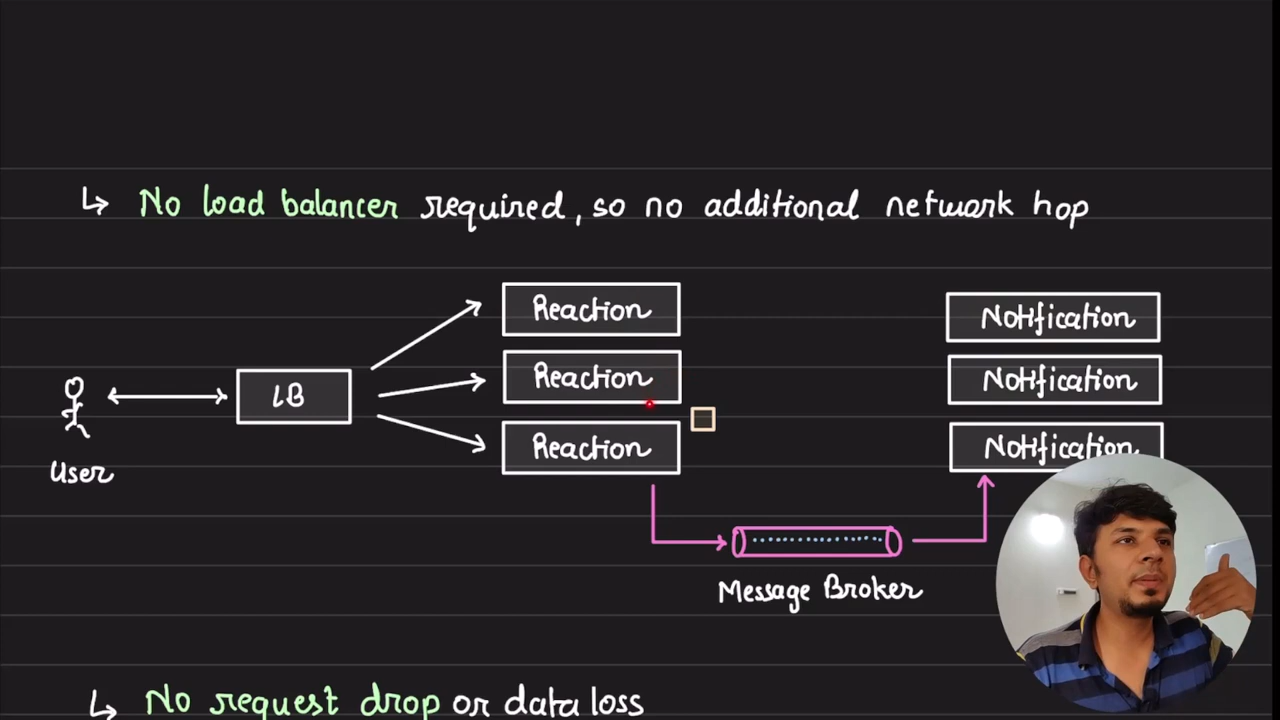 ↳ No load balancer required, so no additional network hop
Reaction
Notification
Reaction
Notification
LB
Reaction
Notification
User
Message Broker
↳ No request drop or data loss